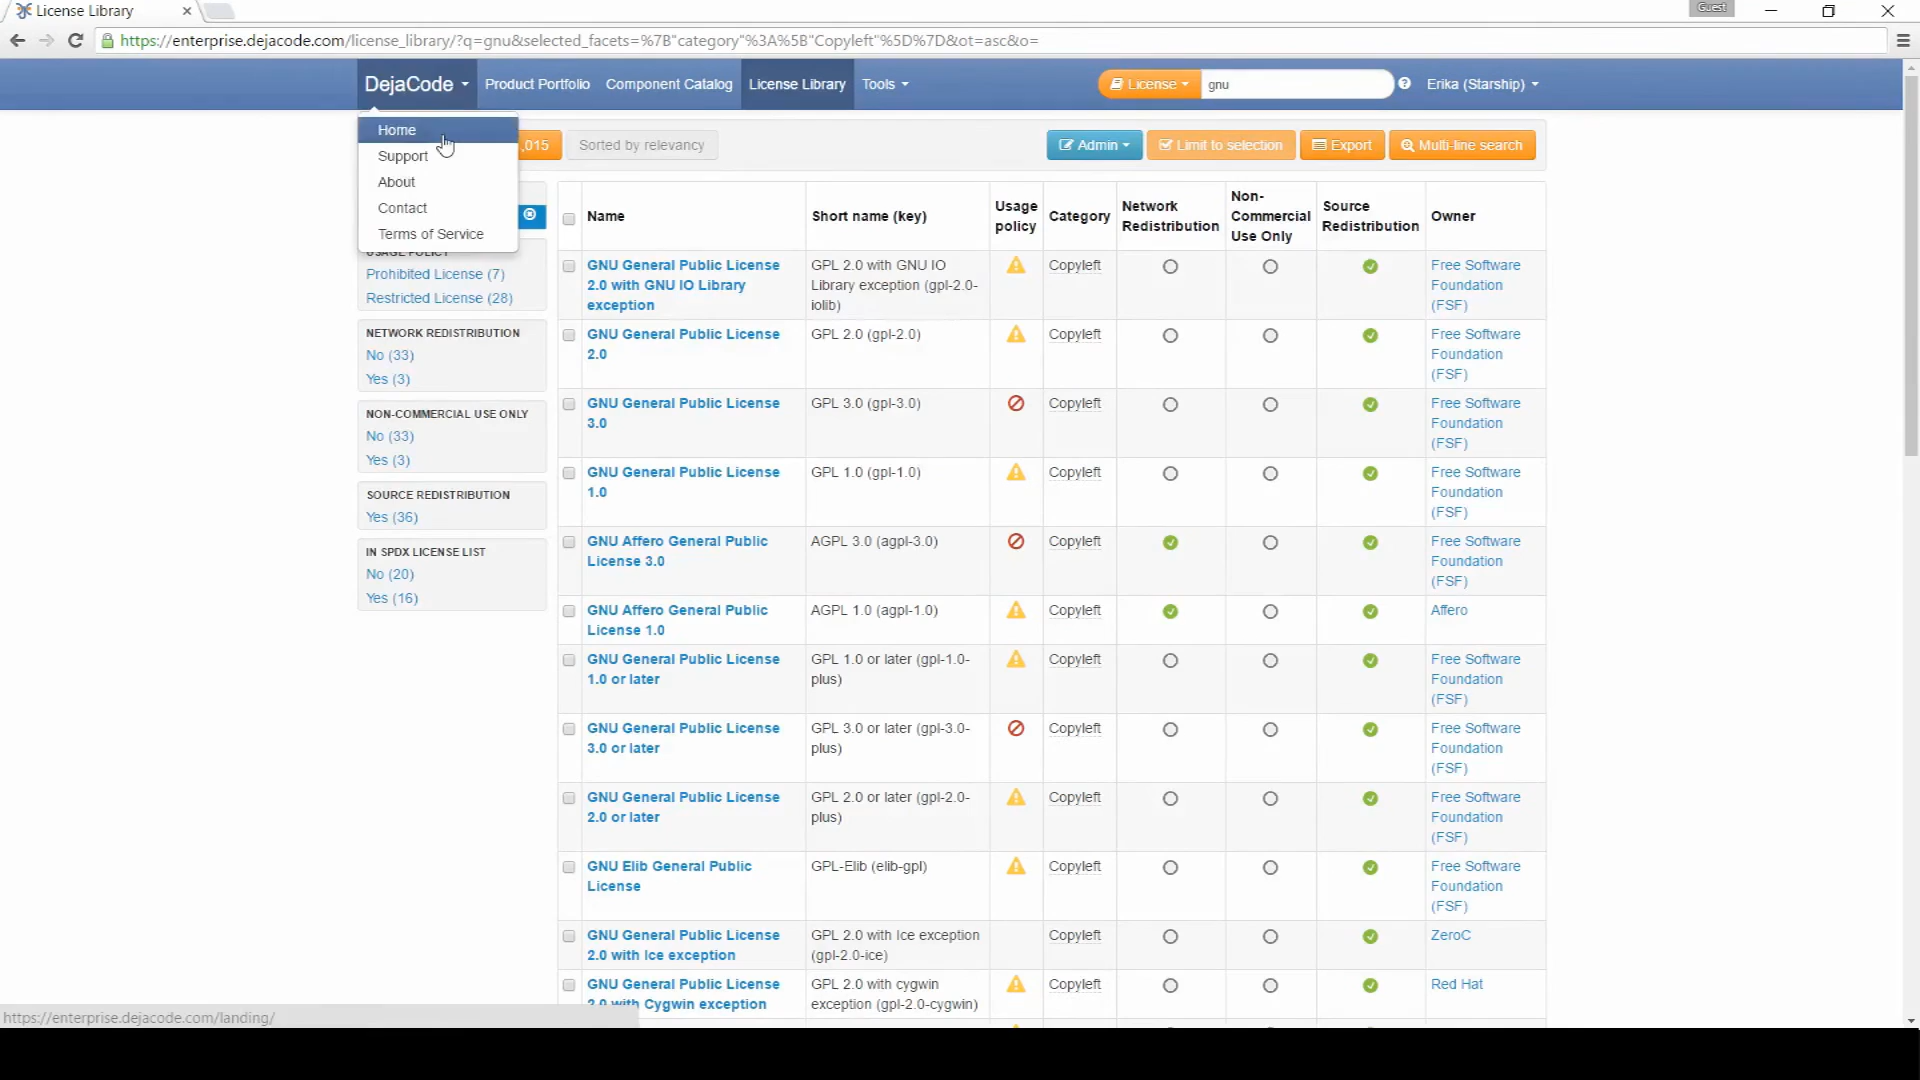 License Library
Guest
https://enterprise.dejacode.com/license_library/?q=gnu&selected_facets=%7B"category"%3A%5B"Copyleft"%5D%7D&ot=asc&o=
DejaCode Product Portfolio Component Catalog License Library Tools License gnu Erika (Starship)
Home
Support
About
Contact
Terms of Service
,015 Sorted by relevancy Admin Limit to selection Export Multi-line search
USAGE POLICY
Prohibited License (7)
Restricted License (28)
NETWORK REDISTRIBUTION
No (33)
Yes (3)
NON-COMMERCIAL USE ONLY
No (33)
Yes (3)
SOURCE REDISTRIBUTION
Yes (36)
IN SPDX LICENSE LIST
No (20)
Yes (16)
Name
Short name (key)
Usage
policy
Category
Network
Redistribution
Non-
Commercial
Use Only
Source
Redistribution
Owner
GNU General Public License
2.0 with GNU IO Library
exception
GPL 2.0 with GNU IO
Library exception (gpl-2.0-
iolib)
Copyleft
Free Software
Foundation
(FSF)
GNU General Public License
2.0
GPL 2.0 (gpl-2.0)
Copyleft
Free Software
Foundation
(FSF)
GNU General Public License
3.0
GPL 3.0 (gpl-3.0)
Copyleft
Free Software
Foundation
(FSF)
GNU General Public License
1.0
GPL 1.0 (gpl-1.0)
Copyleft
Free Software
Foundation
(FSF)
GNU Affero General Public
License 3.0
AGPL 3.0 (agpl-3.0)
Copyleft
Free Software
Foundation
(FSF)
GNU Affero General Public
License 1.0
AGPL 1.0 (agpl-1.0)
Copyleft
Affero
GNU General Public License
1.0 or later
GPL 1.0 or later (gpl-1.0-
plus)
Copyleft
Free Software
Foundation
(FSF)
GNU General Public License
3.0 or later
GPL 3.0 or later (gpl-3.0-
plus)
Copyleft
Free Software
Foundation
(FSF)
GNU General Public License
2.0 or later
GPL 2.0 or later (gpl-2.0-
plus)
Copyleft
Free Software
Foundation
(FSF)
GNU Elib General Public
License
GPL-Elib (elib-gpl)
Copyleft
Free Software
Foundation
(FSF)
GNU General Public License
2.0 with Ice exception
GPL 2.0 with Ice exception
(gpl-2.0-ice)
Copyleft
ZeroC
GNU General Public License
2.0 with Cygwin exception
GPL 2.0 with cygwin
exception (gpl-2.0-cygwin)
Copyleft
Red Hat
https://enterprise.dejacode.com/landing/